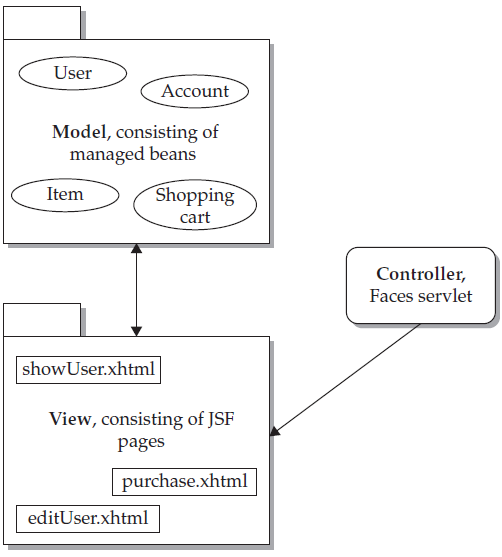 User
Account
Model, consisting of
managed beans
Item
Shopping
cart
Controller,
Faces servlet
showUser.xhtml
View, consisting of JSF
pages
purchase.xhtml
editUser.xhtml